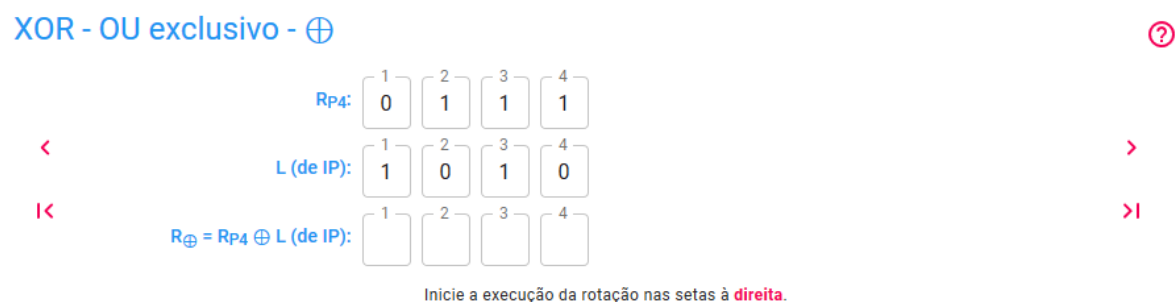 XOR - OU exclusivo - ⊕
?
1 2 3 4
RP4: 0 1 1 1
1 2 3 4
L (de IP): 1 0 1 0
1 2 3 4
R⊕ = RP4 ⊕ L (de IP):
Inicie a execução da rotação nas setas à direita.